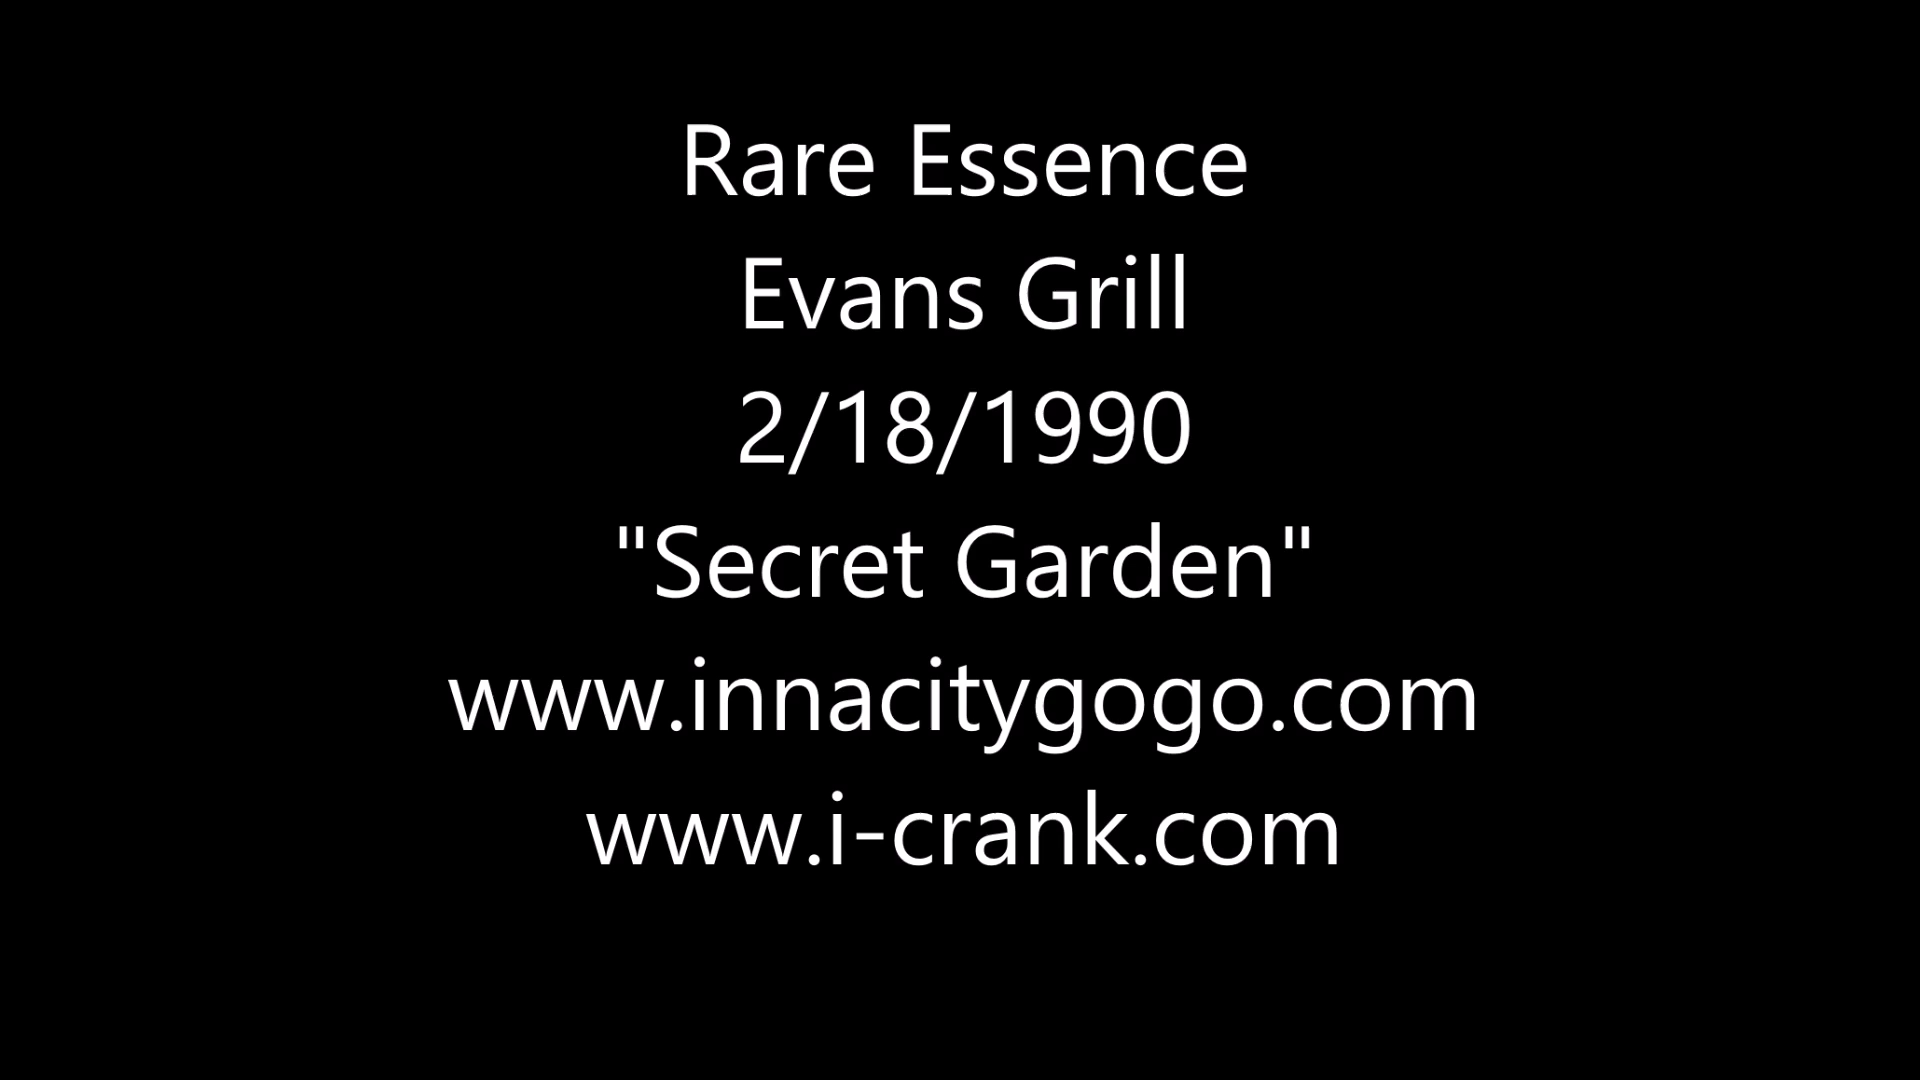 Rare Essence
Evans Grill
2/18/1990
"Secret Garden"
www.innacitygogo.com
www.i-crank.com